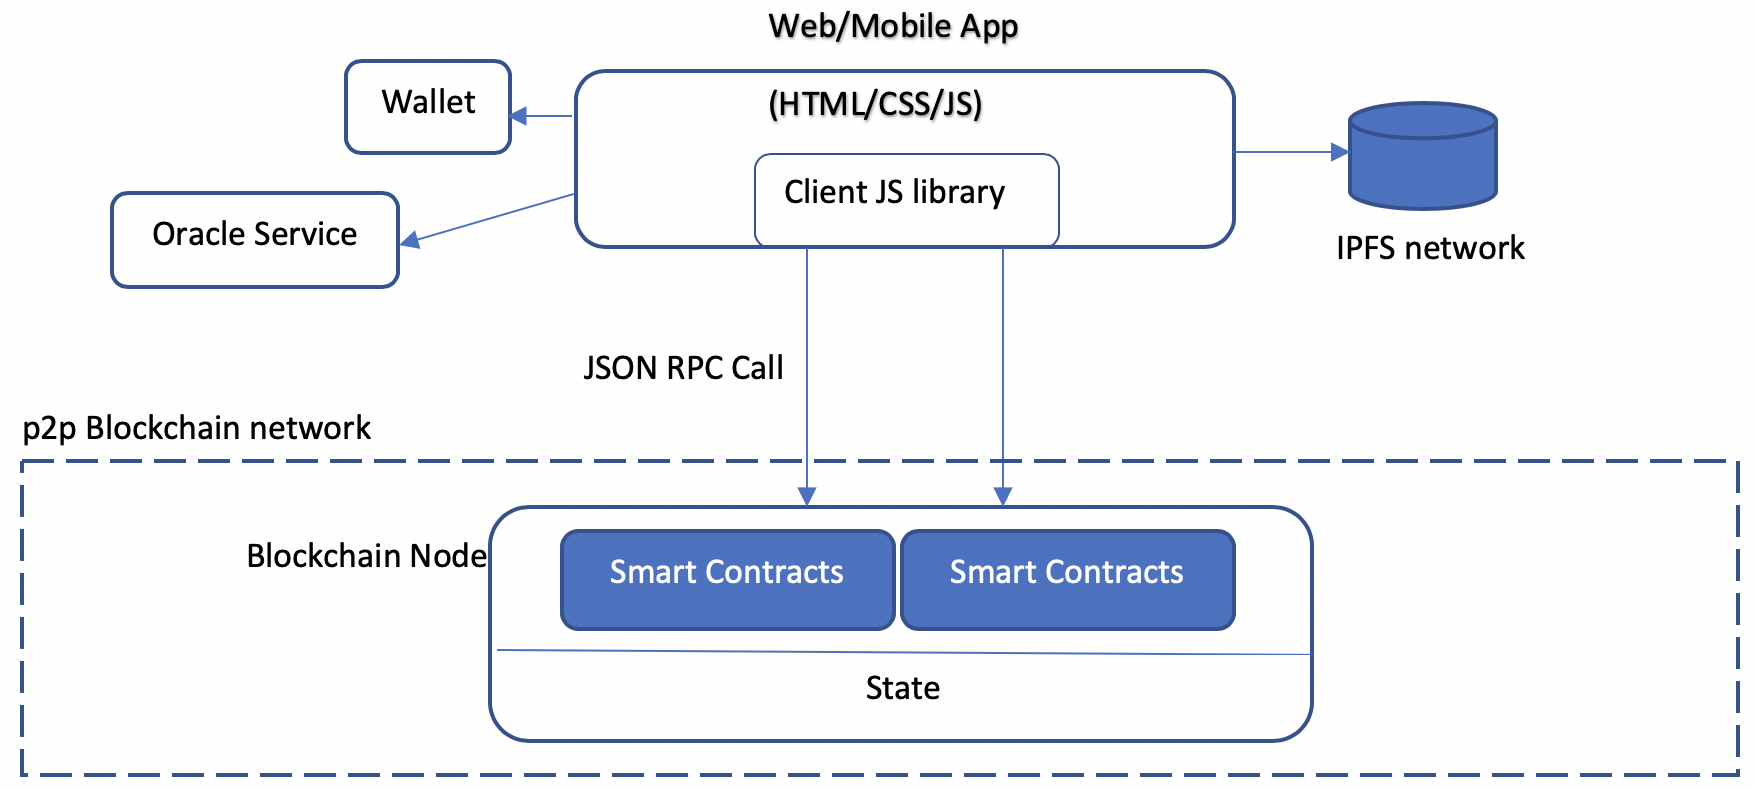 Web/Mobile App
Wallet
(HTML/CSS/JS)
Client JS library
Oracle Service
IPFS network
JSON RPC Call
p2p Blockchain network
Blockchain Node
Smart Contracts
Smart Contracts
State